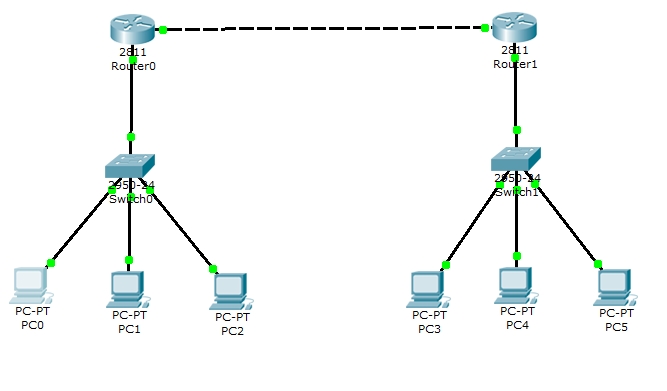 2811
Router0
2811
Router1
2950-24
Switch0
2950-24
Switch1
PC-PT
PC0
PC-PT
PC1
PC-PT
PC2
PC-PT
PC3
PC-PT
PC4
PC-PT
PC5